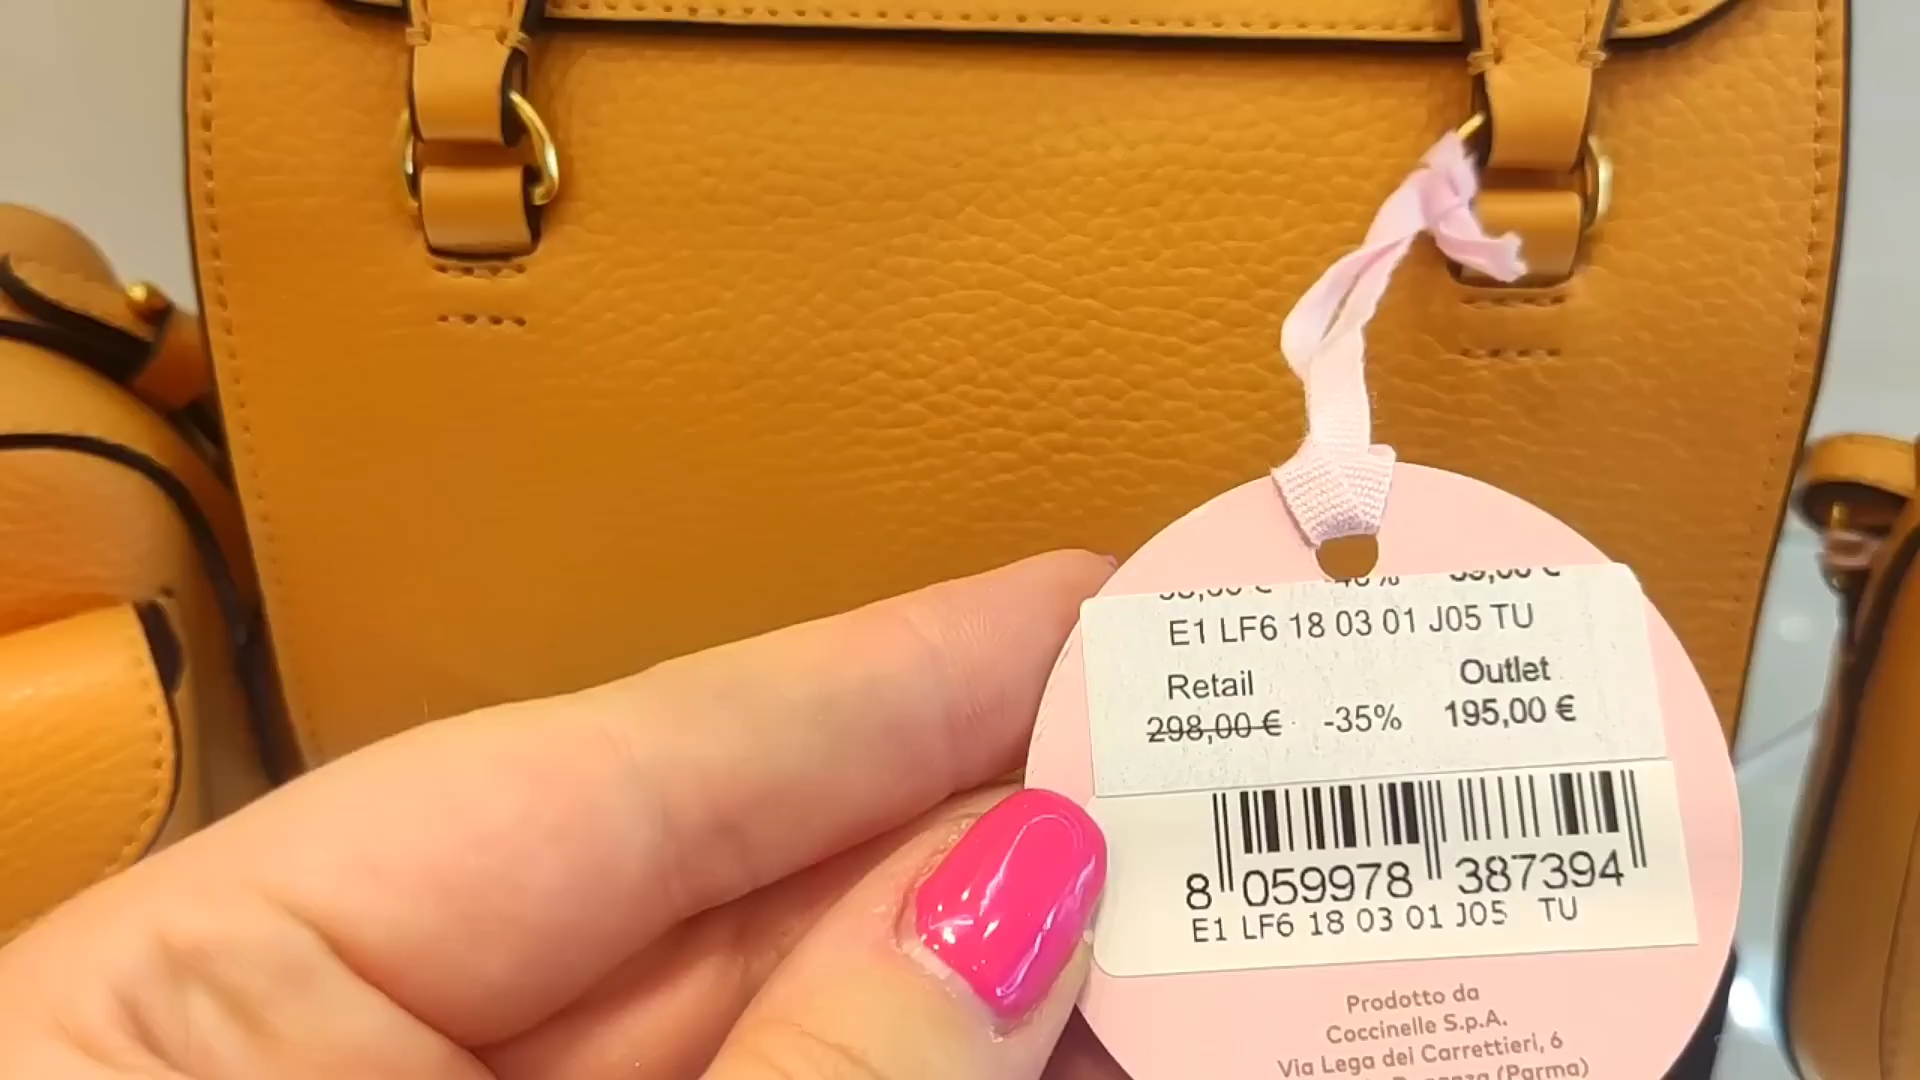 E1 LF6 18 03 01 J05 TU
Retail Outlet
298,00 € -35% 195,00 €
8 059978 387394
E1 LF6 18 03 01 J05 TU
Prodotto da
Coccinelle S.p.A.
Via Lega dei Carrettieri, 6
(Parma)